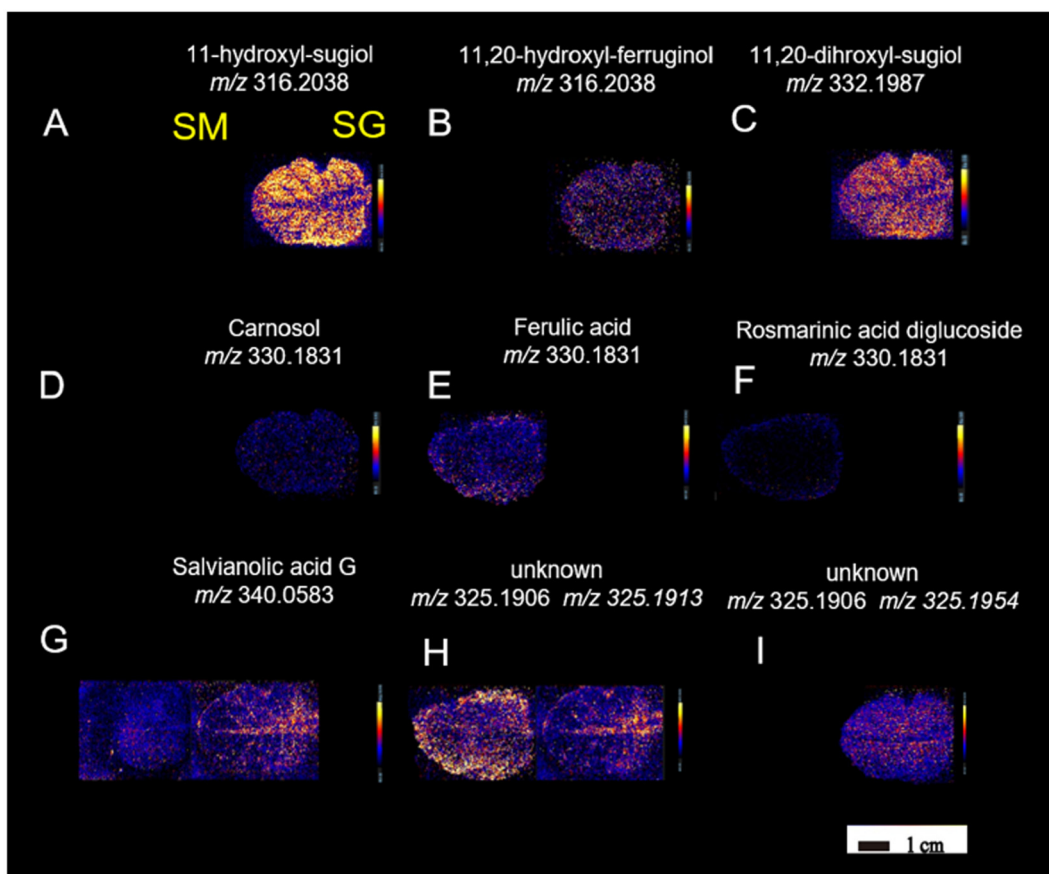 11-hydroxyl-sugiol
m/z 316.2038
11,20-hydroxyl-ferruginol
m/z 316.2038
11,20-dihroxyl-sugiol
m/z 332.1987
A
SM
SG
B
C
Carnosol
m/z 330.1831
Ferulic acid
m/z 330.1831
Rosmarinic acid diglucoside
m/z 330.1831
D
E
F
Salvianolic acid G
m/z 340.0583
unknown
m/z 325.1906 m/z 325.1913
unknown
m/z 325.1906 m/z 325.1954
G
H
I
1 cm